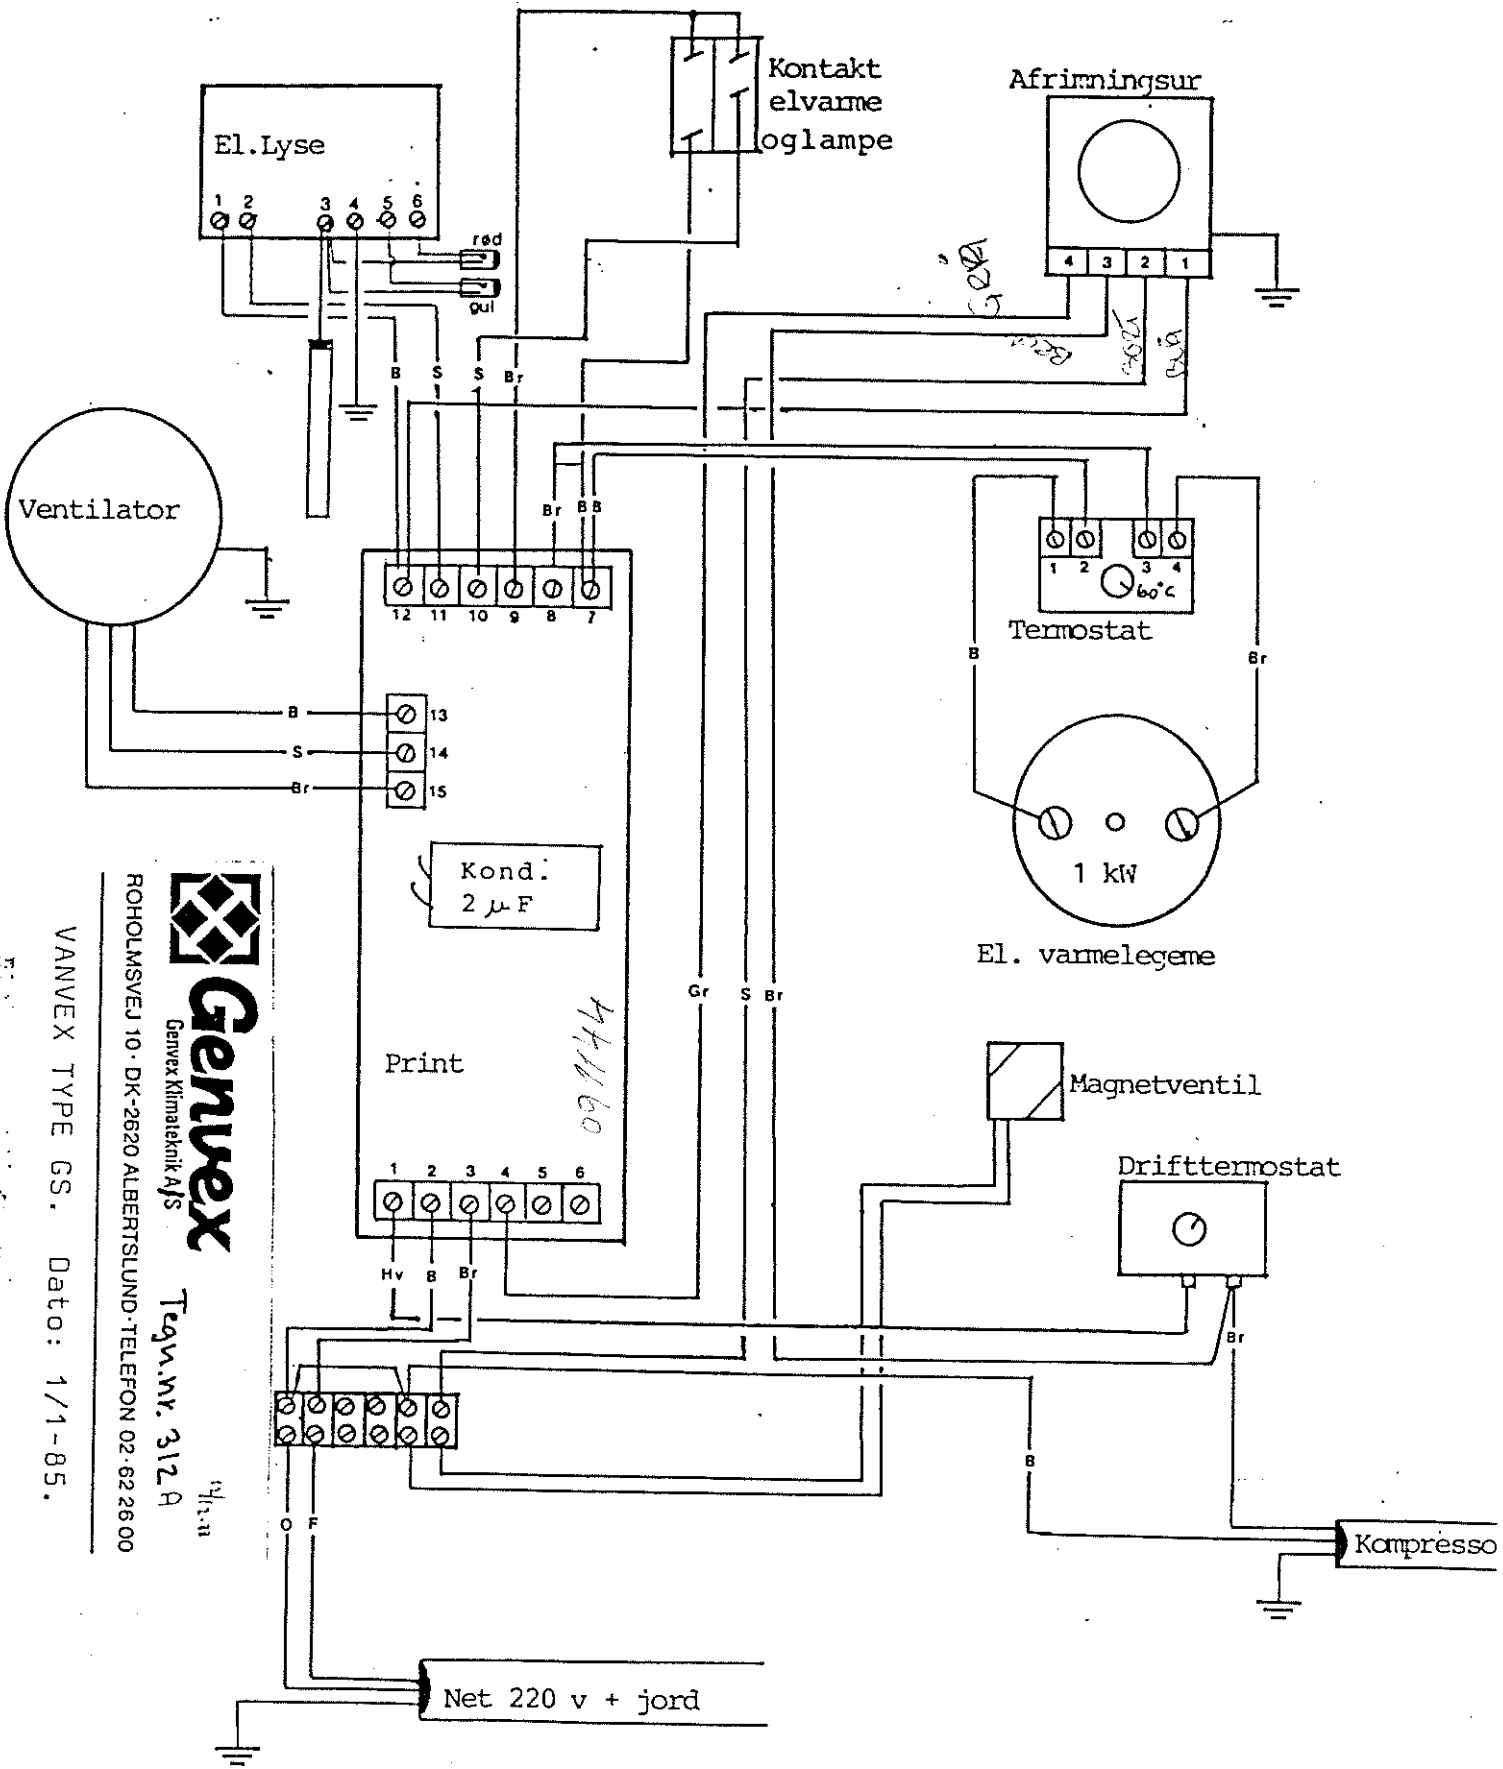 Kontakt
elvarme
oglampe
Afrimningsur
4 3 2 1
El.Lyse
1 2 3 4 5 6
rød
gul
B S S Br
Ventilator
Br B B
12 11 10 9 8 7
1 2 3 4
60°C
Termostat
B
Br
B
13
S
14
Br
15
Kond.
2 µF
1 kW
El. varmelegeme
Gr S Br
Print
Magnetventil
Drifttermostat
1 2 3 4 5 6
Hv B Br
Br
B
O F
Kompresso
Net 220 v + jord
Genvex
Genvex Klimateknik A/S
Tegn.nr. 312A
ROHOLMSVEJ 10 · DK-2620 ALBERTSLUND · TELEFON 02·62 26 00
VANVEX TYPE GS. Dato: 1/1-85.